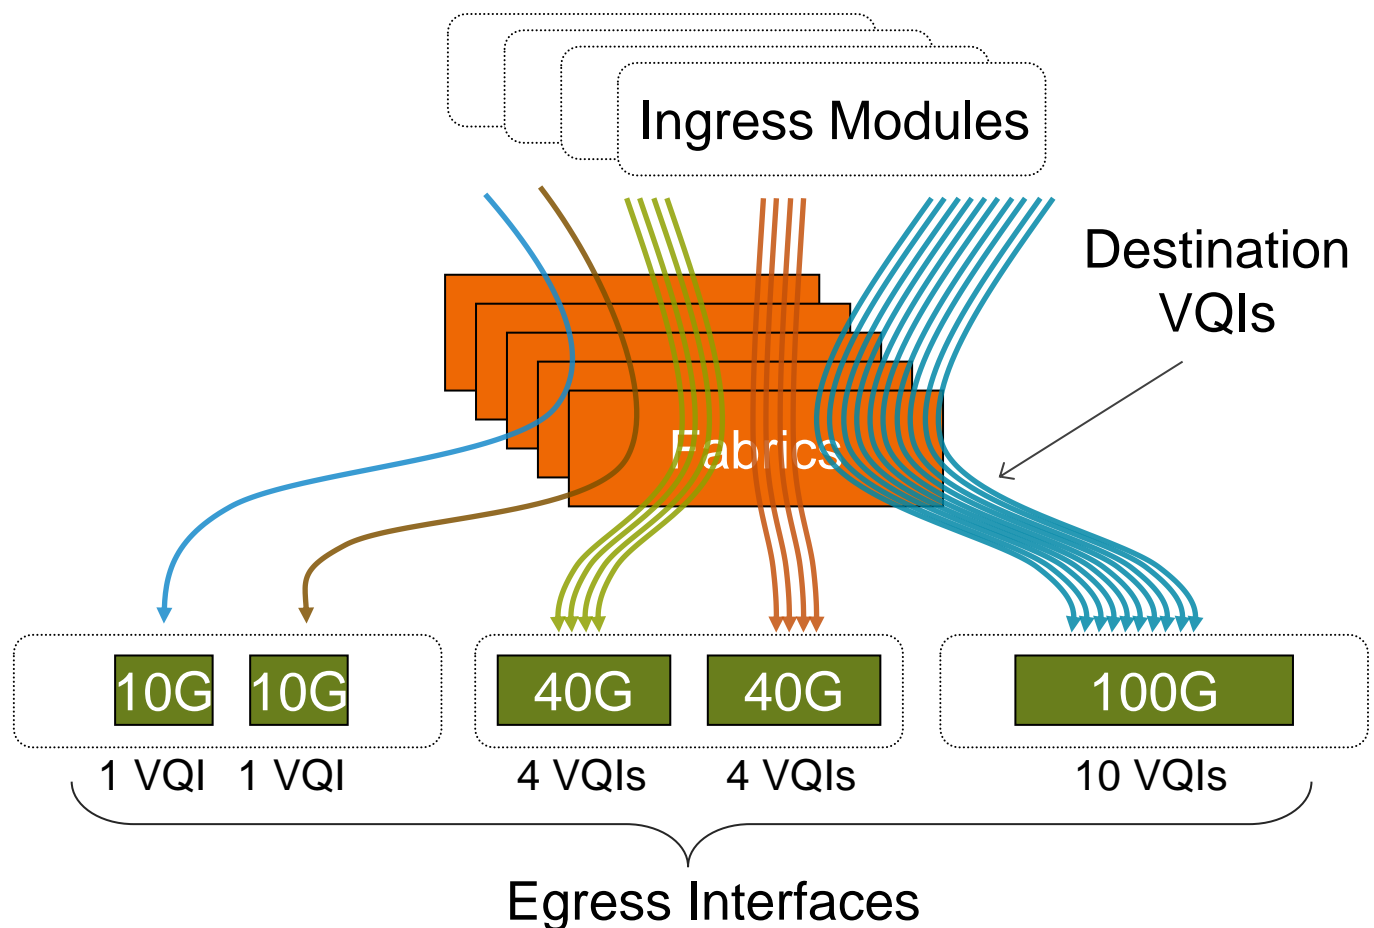 Ingress Modules
Destination
VQIs
Fabrics
10G 10G 40G 40G 100G
1 VQI 1 VQI 4 VQIs 4 VQIs 10 VQIs
Egress Interfaces